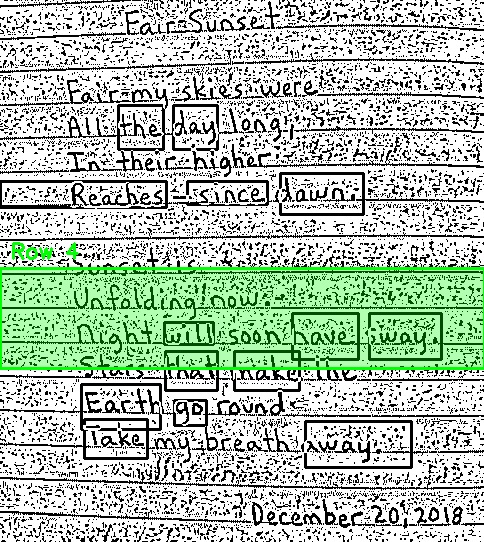 Fair Sunset
Fair my skies were
All the day long,
In their higher
Reaches - since dawn.
Row 4
Sunset is
Unfolding now.
Night will soon have sway.
Stars that make the
Earth go round
Take my breath away.
December 20, 2018